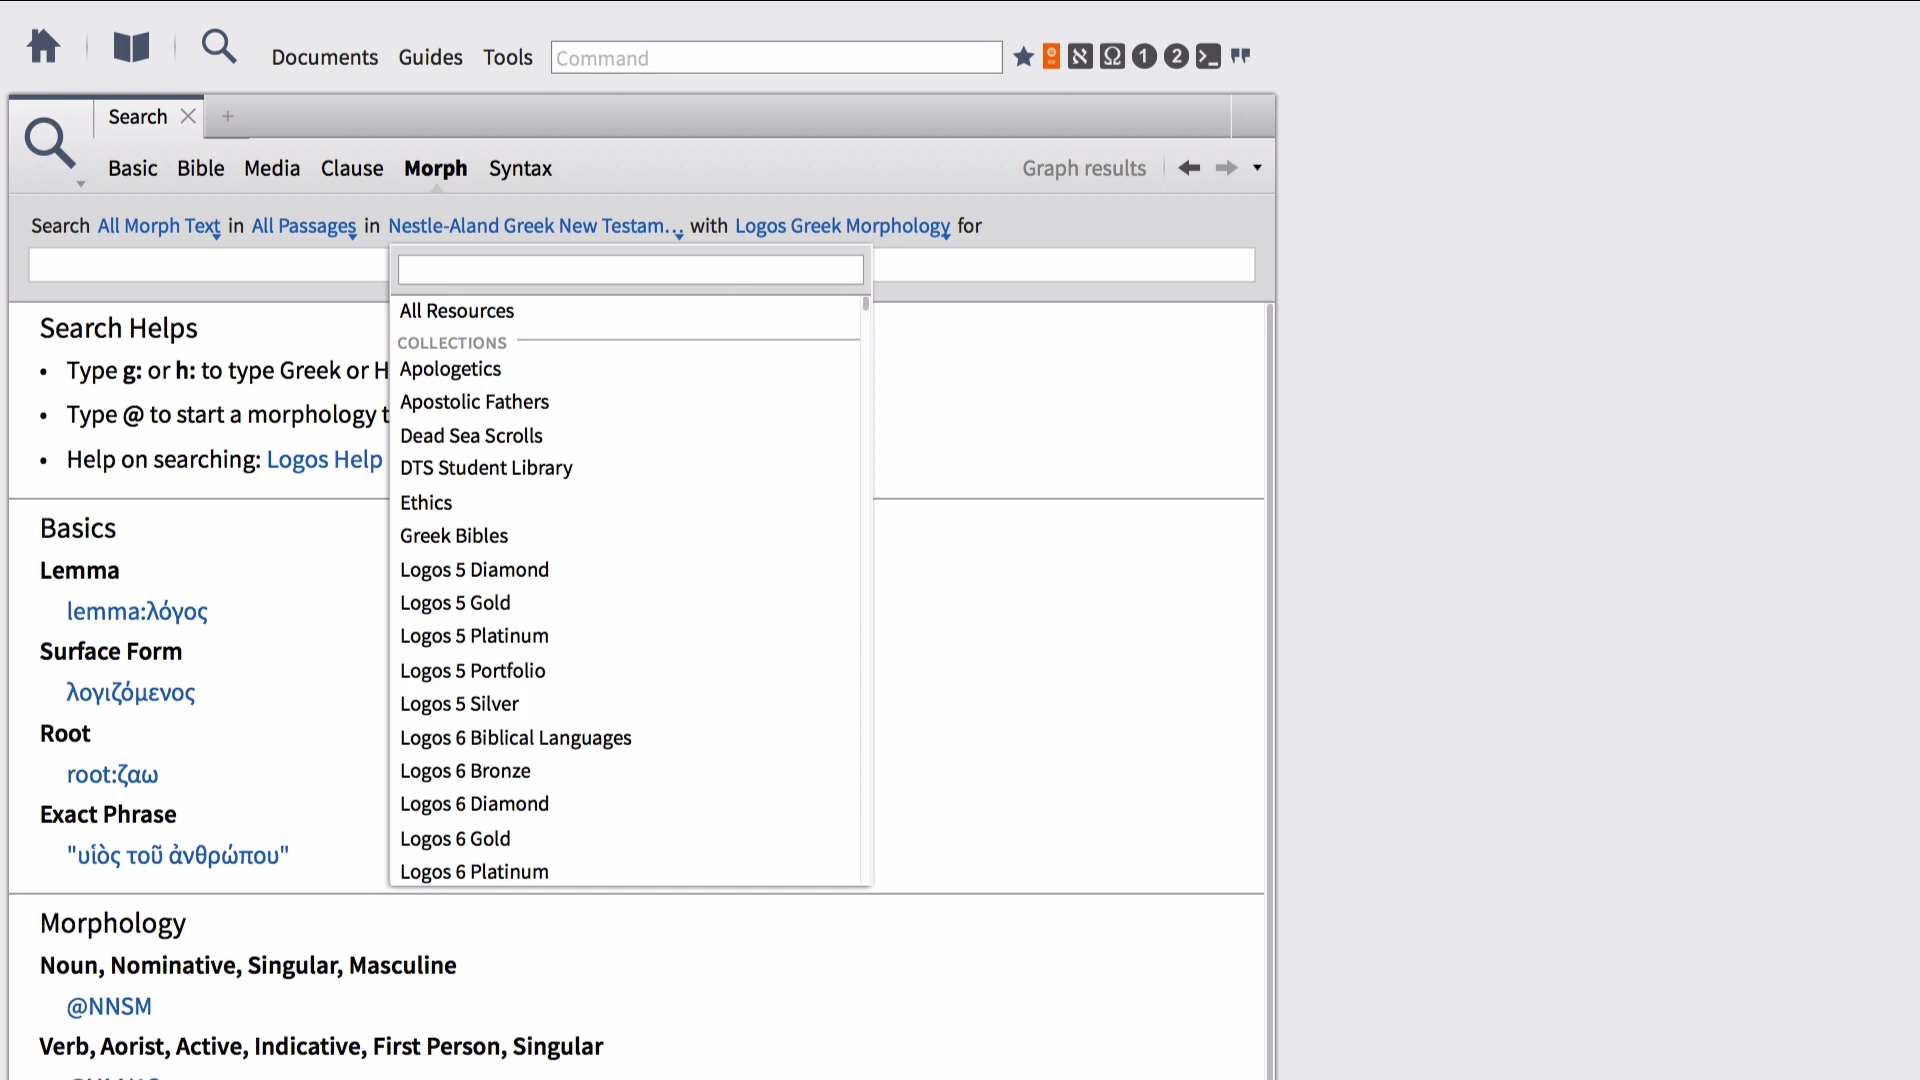 Documents Guides Tools Command
Search
Basic Bible Media Clause Morph Syntax Graph results
Search All Morph Text in All Passages in Nestle-Aland Greek New Testam... with Logos Greek Morphology for
All Resources
COLLECTIONS
Apologetics
Apostolic Fathers
Dead Sea Scrolls
DTS Student Library
Ethics
Greek Bibles
Logos 5 Diamond
Logos 5 Gold
Logos 5 Platinum
Logos 5 Portfolio
Logos 5 Silver
Logos 6 Biblical Languages
Logos 6 Bronze
Logos 6 Diamond
Logos 6 Gold
Logos 6 Platinum
Search Helps
• Type g: or h: to type Greek or H
• Type @ to start a morphology t
• Help on searching: Logos Help
Basics
Lemma
lemma:λόγος
Surface Form
λογιζόμενος
Root
root:ζαω
Exact Phrase
"υἱὸς τοῦ ἀνθρώπου"
Morphology
Noun, Nominative, Singular, Masculine
@NNSM
Verb, Aorist, Active, Indicative, First Person, Singular